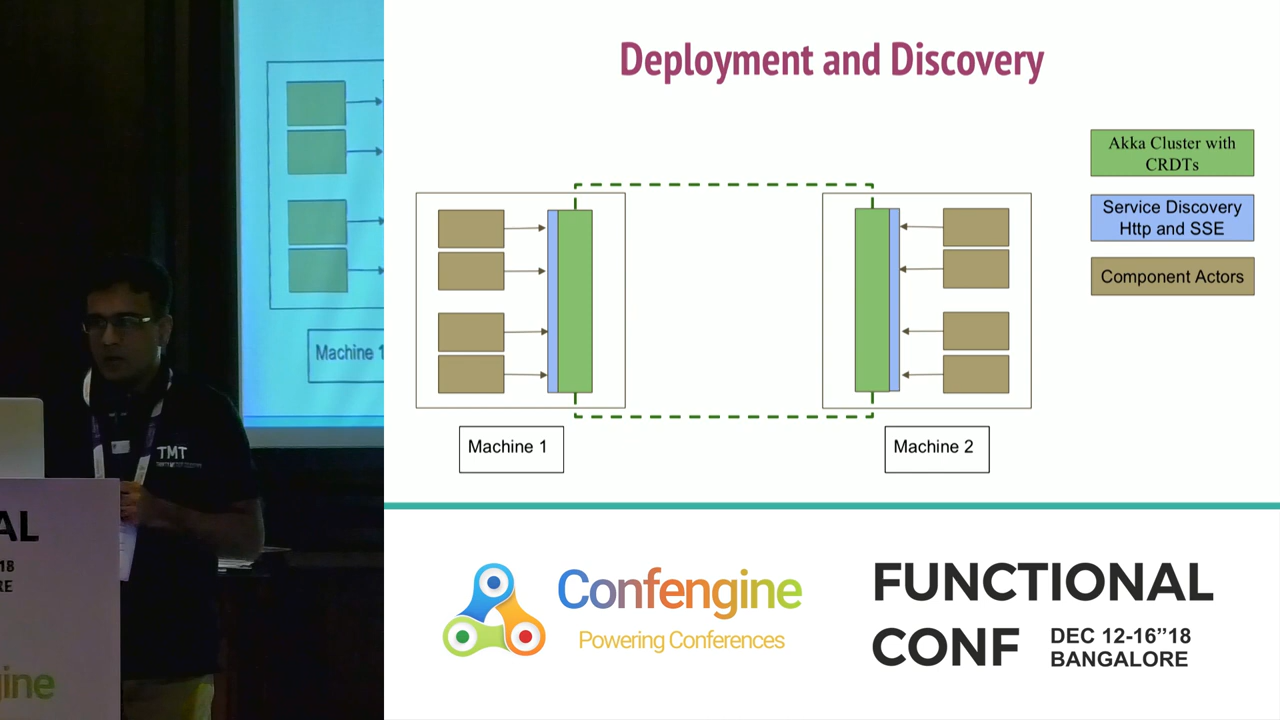 Deployment and Discovery
Akka Cluster with
CRDTs
Service Discovery
Http and SSE
Component Actors
Machine 1
Machine 2
Machine 1
TMT
AL
18
RE
gine
Confengine
Powering Conferences
FUNCTIONAL
CONF
DEC 12-16”18
BANGALORE